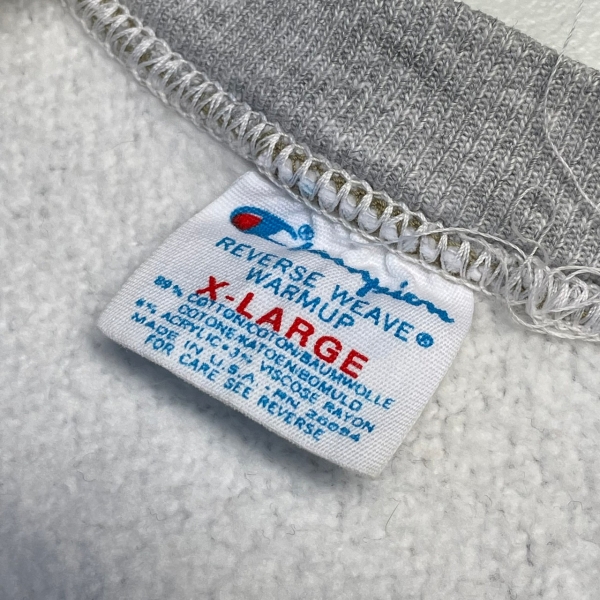 Champion®
REVERSE WEAVE®
WARMUP
X-LARGE
89% COTTON/COTON/BAUMWOLLE
COTONE/KATOEN/BOMULD
8% ACRYLIC•3% VISCOSE RAYON
MADE IN U.S.A. RN 26094
FOR CARE SEE REVERSE